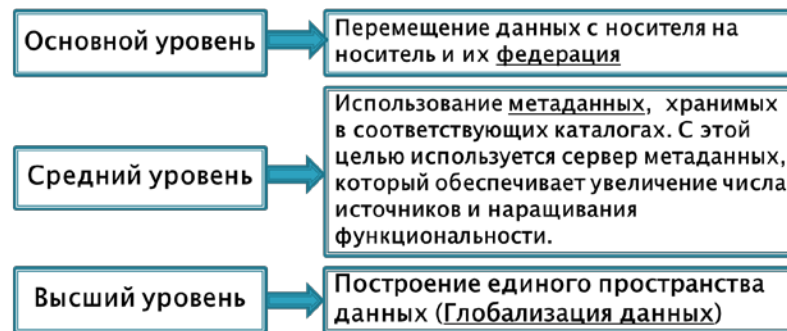 Основной уровень
Перемещение данных с носителя на
носитель и их федерация
Средний уровень
Использование метаданных, хранимых
в соответствующих каталогах. С этой
целью используется сервер метаданных,
который обеспечивает увеличение числа
источников и наращивания
функциональности.
Высший уровень
Построение единого пространства
данных (Глобализация данных)